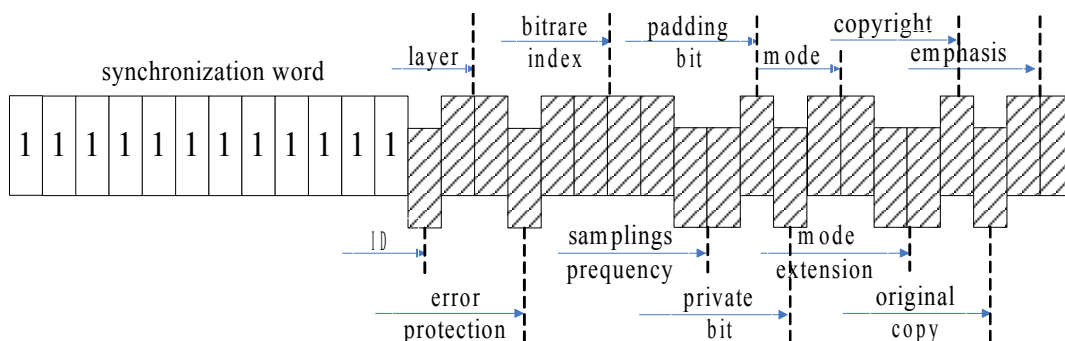 copyright
bitrare
index
padding
bit
layer
mode
emphasis
synchronization word
1 1 1 1 1 1 1 1 1 1 1 1
ID
samplings
prequency
mode
extension
error
protection
private
bit
original
copy